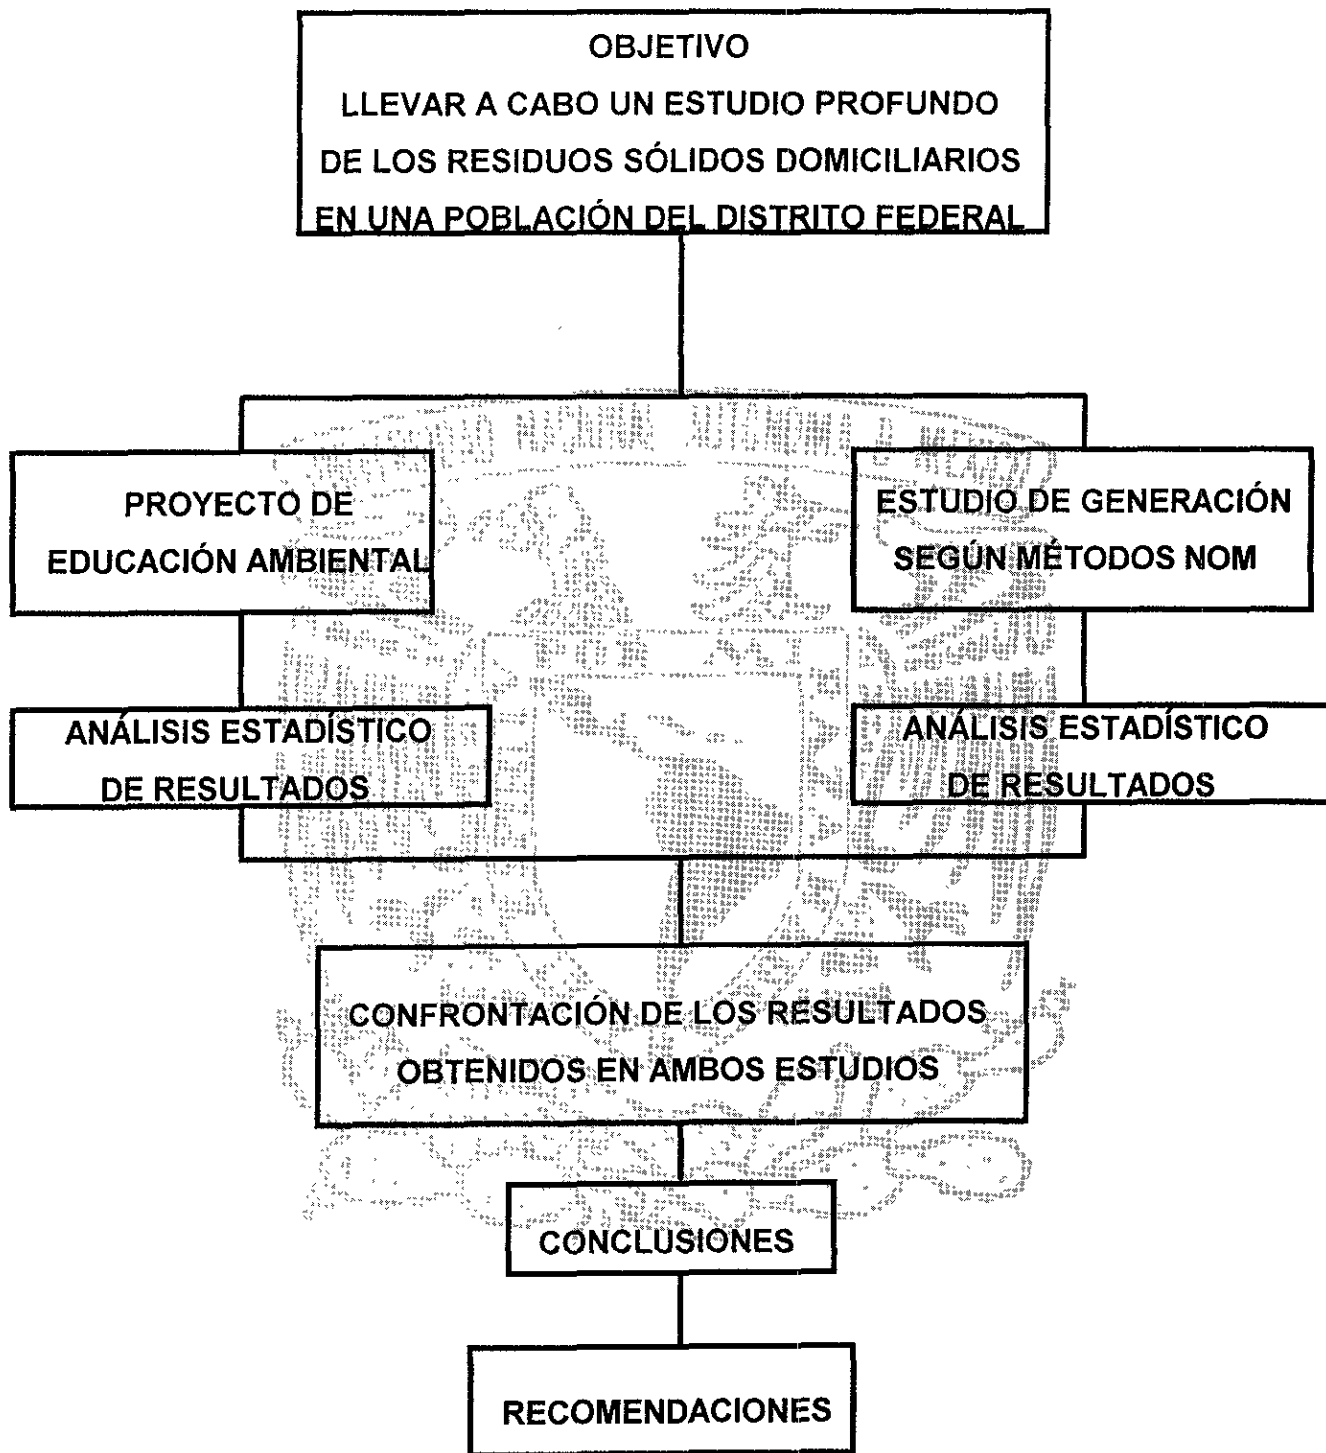 OBJETIVO
LLEVAR A CABO UN ESTUDIO PROFUNDO
DE LOS RESIDUOS SÓLIDOS DOMICILIARIOS
EN UNA POBLACIÓN DEL DISTRITO FEDERAL
PROYECTO DE
EDUCACIÓN AMBIENTAL
ESTUDIO DE GENERACIÓN
SEGÚN MÉTODOS NOM
ANÁLISIS ESTADÍSTICO
DE RESULTADOS
ANÁLISIS ESTADÍSTICO
DE RESULTADOS
CONFRONTACIÓN DE LOS RESULTADOS
OBTENIDOS EN AMBOS ESTUDIOS
CONCLUSIONES
RECOMENDACIONES